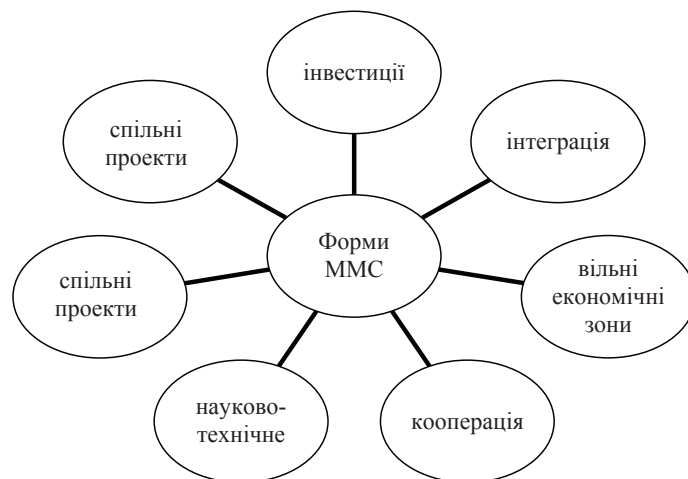 інвестиції
спільні
проекти
інтеграція
Форми
ММС
спільні
проекти
вільні
економічні
зони
науково-
технічне
кооперація